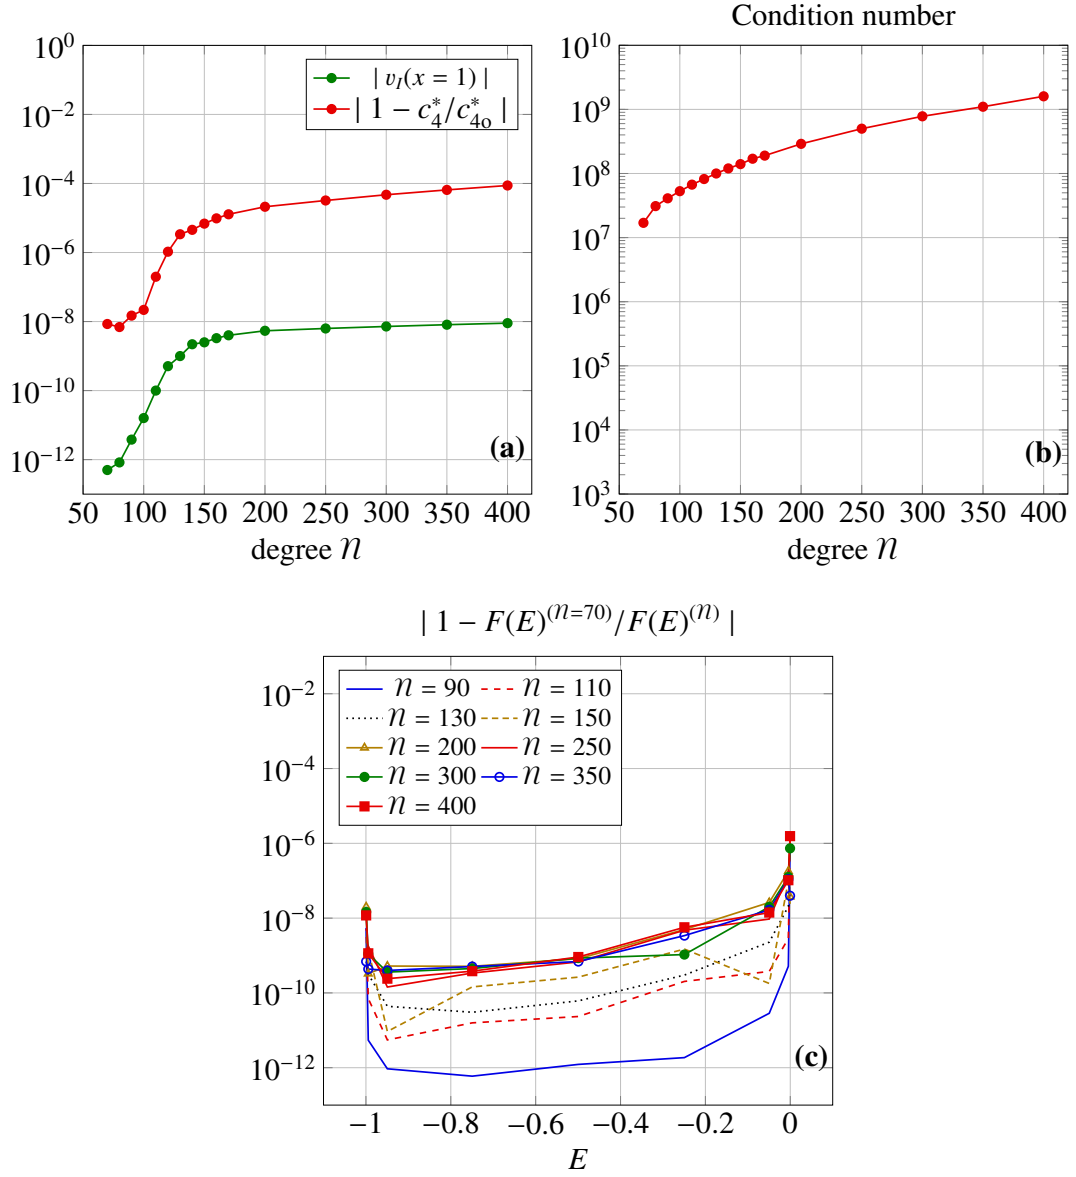 Condition number
10^0
10^{-2}
10^{-4}
10^{-6}
10^{-8}
10^{-10}
10^{-12}
| v_I(x = 1) |
| 1 − c_4^*/c_{4o}^* |
(a)
50 100 150 200 250 300 350 400
degree n
10^{10}
10^9
10^8
10^7
10^6
10^5
10^4
10^3
(b)
50 100 150 200 250 300 350 400
degree n
| 1 − F(E)^{(n=70)}/F(E)^{(n)} |
10^{-2}
10^{-4}
10^{-6}
10^{-8}
10^{-10}
10^{-12}
n = 90 n = 110
n = 130 n = 150
n = 200 n = 250
n = 300 n = 350
n = 400
(c)
−1 −0.8 −0.6 −0.4 −0.2 0
E